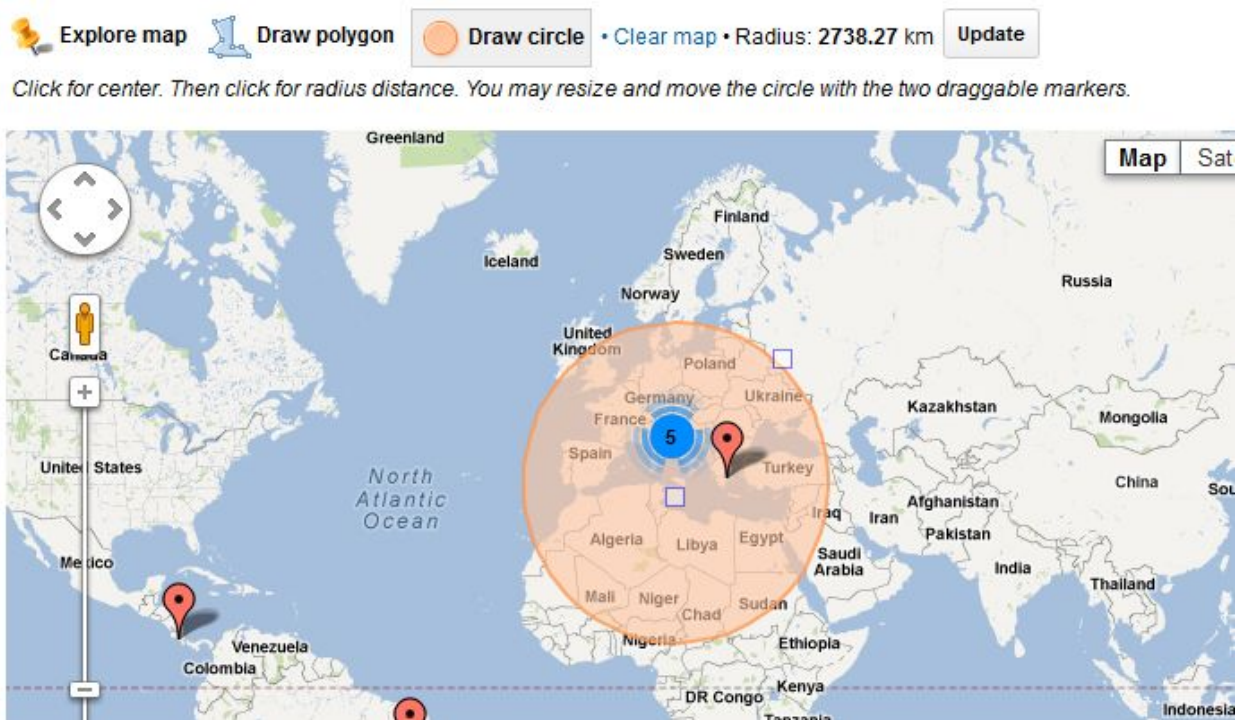 Explore map Draw polygon Draw circle • Clear map • Radius: 2738.27 km Update
Click for center. Then click for radius distance. You may resize and move the circle with the two draggable markers.
Greenland
Map Sat
Finland
Iceland
Sweden
Russia
Norway
United
Kingdom
Canada
Poland
Germany
Ukraine
Kazakhstan
France
Mongolia
5
Spain
United States
Turkey
North
Atlantic
Ocean
China
Sou
Afghanistan
Iraq
Iran
Pakistan
Algeria
Libya
Egypt
Saudi
Arabia
Mexico
India
Thailand
Mali
Niger
Chad
Sudan
Nigeria
Ethiopia
Venezuela
Colombia
Kenya
DR Congo
Indonesia
Tanzania